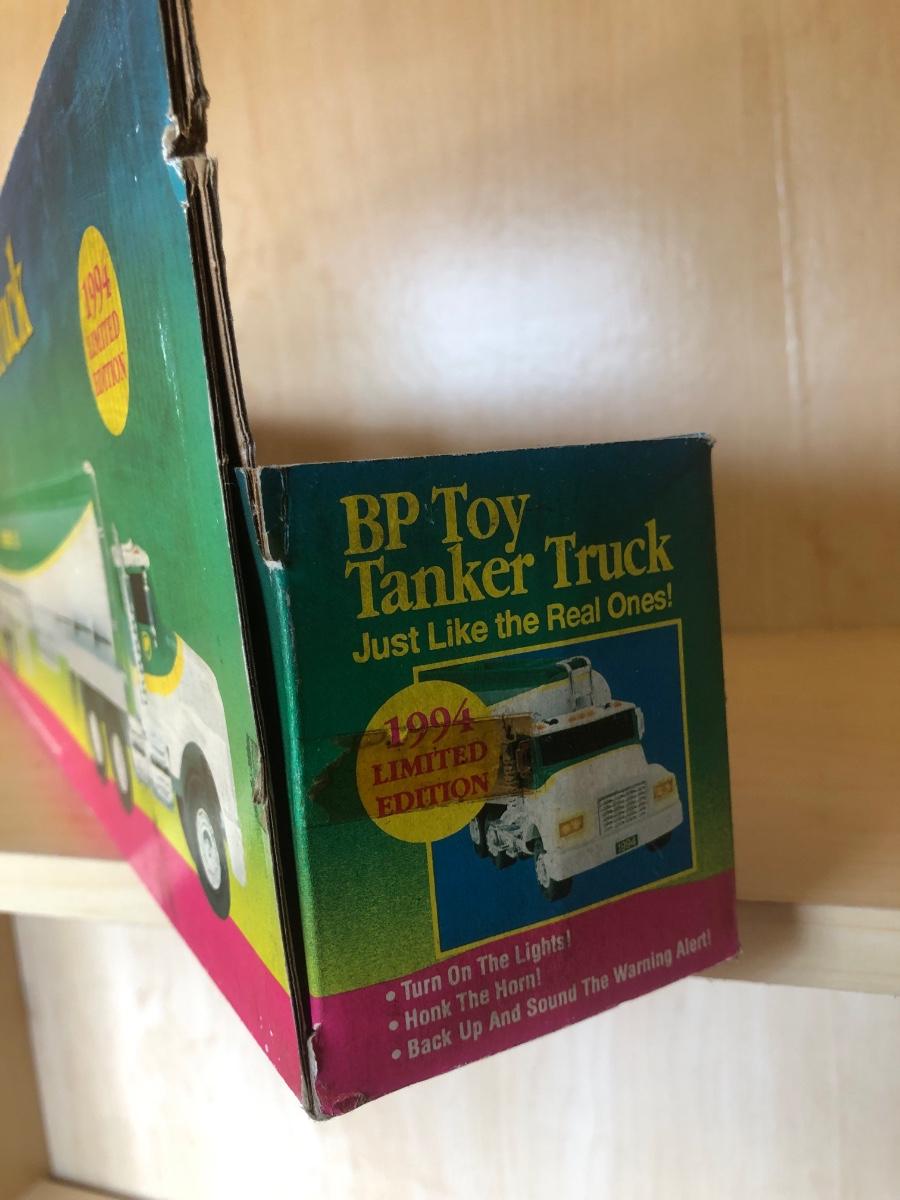 1994
LIMITED
EDITION
BP Toy
Tanker Truck
Just Like the Real Ones!
1994
LIMITED
EDITION
1994
• Turn On The Lights!
• Honk The Horn!
• Back Up And Sound The Warning Alert!